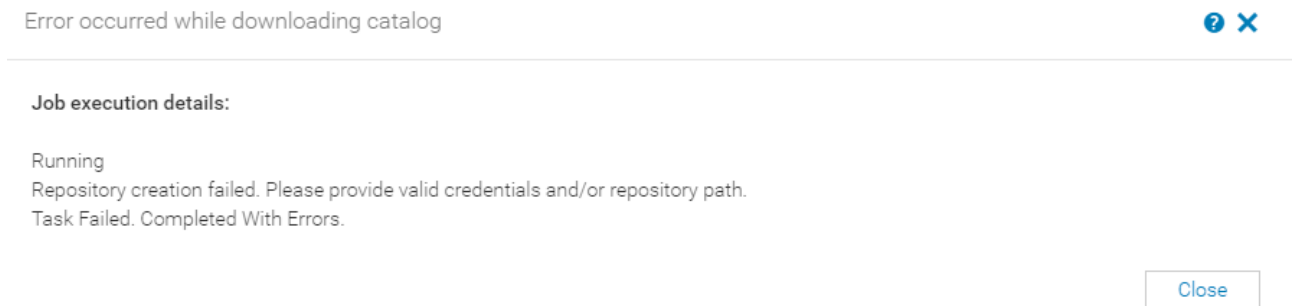 Error occurred while downloading catalog
Job execution details:
Running
Repository creation failed. Please provide valid credentials and/or repository path.
Task Failed. Completed With Errors.
Close